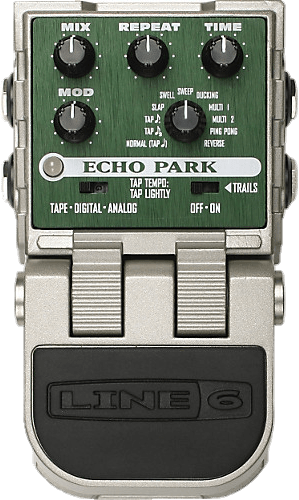 MIX REPEAT TIME
MOD
SWELL SWEEP DUCKING
SLAP MULTI 1
TAP ♪. MULTI 2
TAP ♪3 PING PONG
NORMAL (TAP ♩) REVERSE
ECHO PARK
TAP TEMPO:
TAP LIGHTLY
◀TRAILS
TAPE - DIGITAL - ANALOG OFF - ON
LINE 6